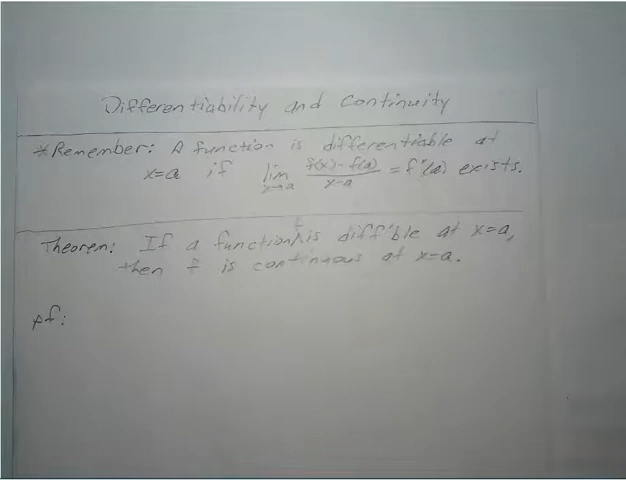 Differentiability and Continuity
*Remember: A function is differentiable at
x=a if lim x→a f(x)-f(a)/x-a = f'(a) exists.
Theorem: If a function f is diff'ble at x=a,
then f is continuous at x=a.
pf: